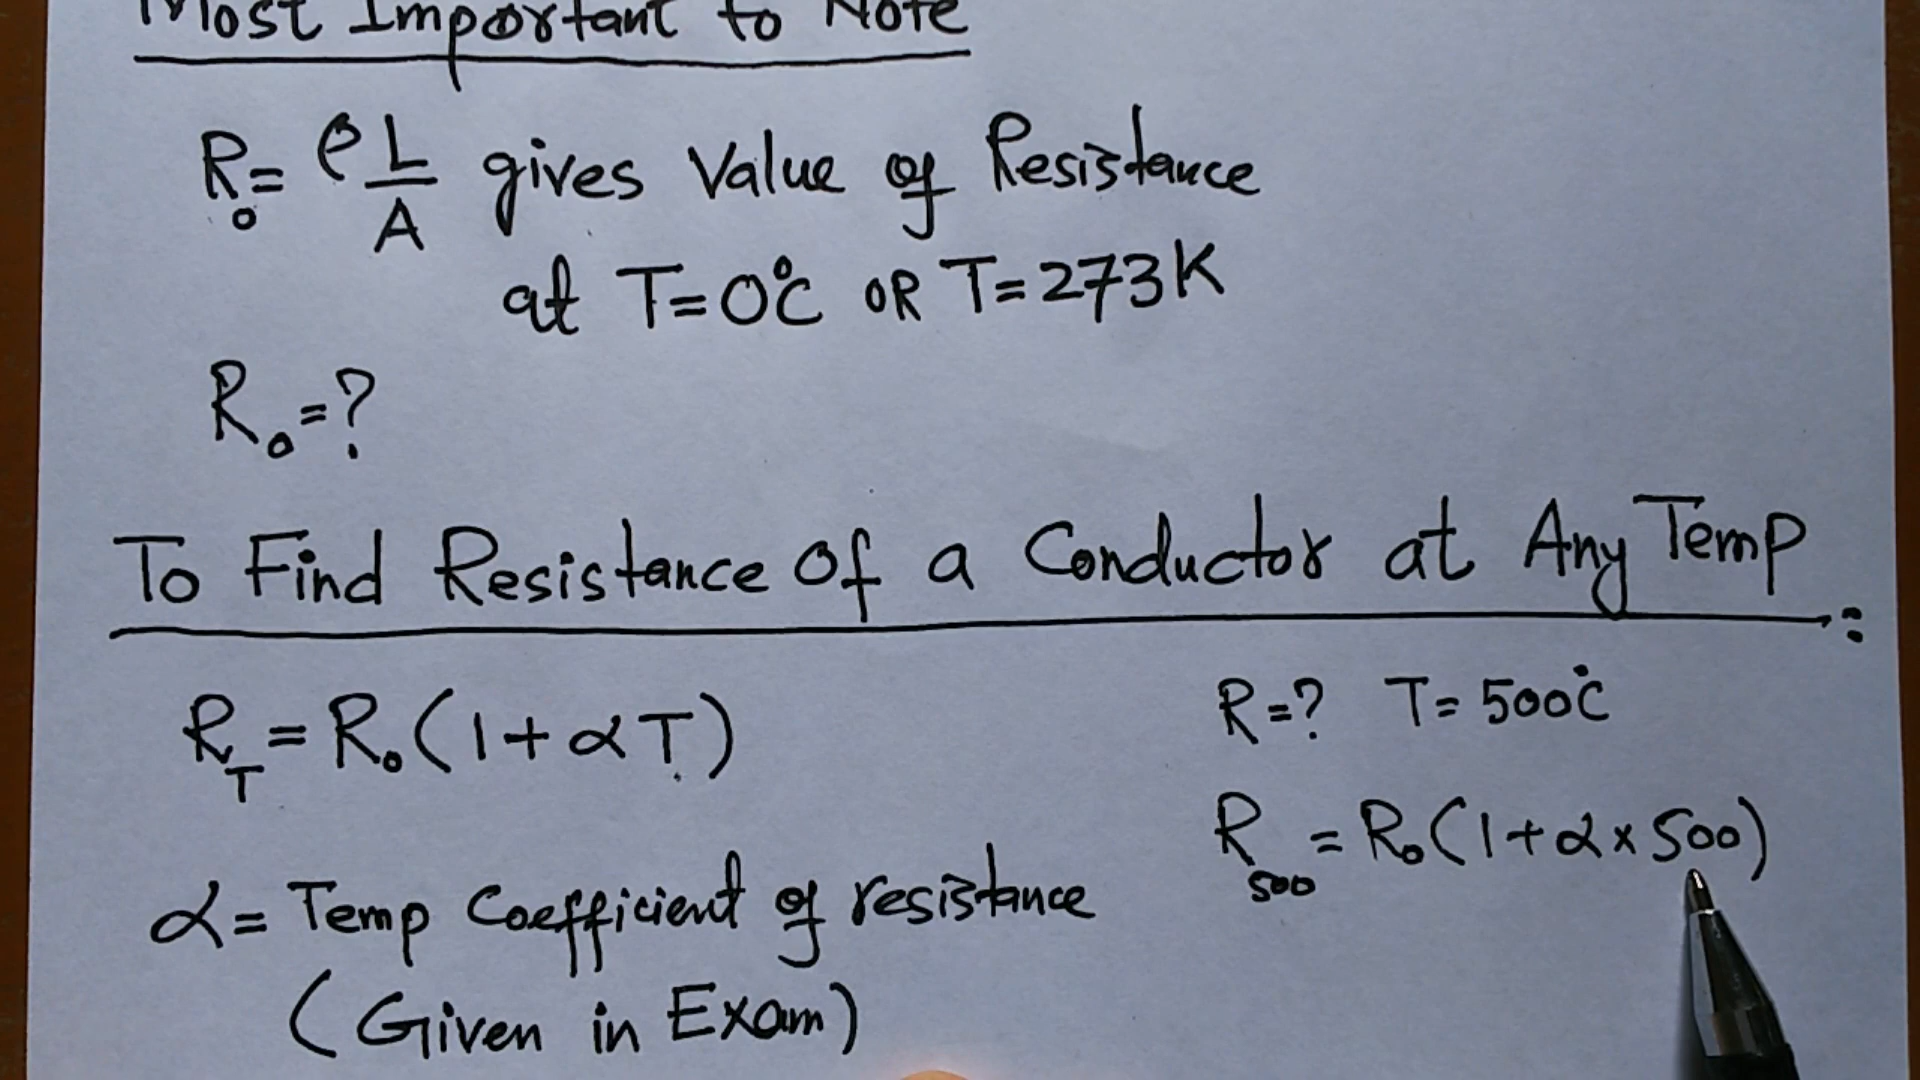 Most Important to Note
R₀ = ρ L/A gives Value of Resistance
at T=0°C OR T=273K
R₀=?
To Find Resistance Of a Conductor at Any Temp :
R_T = R₀(1+αT)
R=? T= 500°C
R₅₀₀ = R₀(1+α×500)
α= Temp Coefficient of resistance
(Given in Exam)